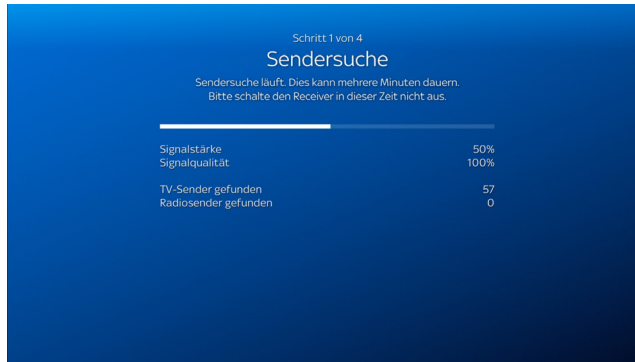 Schritt 1 von 4
Sendersuche
Sendersuche läuft. Dies kann mehrere Minuten dauern.
Bitte schalte den Receiver in dieser Zeit nicht aus.
Signalstärke 50%
Signalqualität 100%
TV-Sender gefunden 57
Radiosender gefunden 0